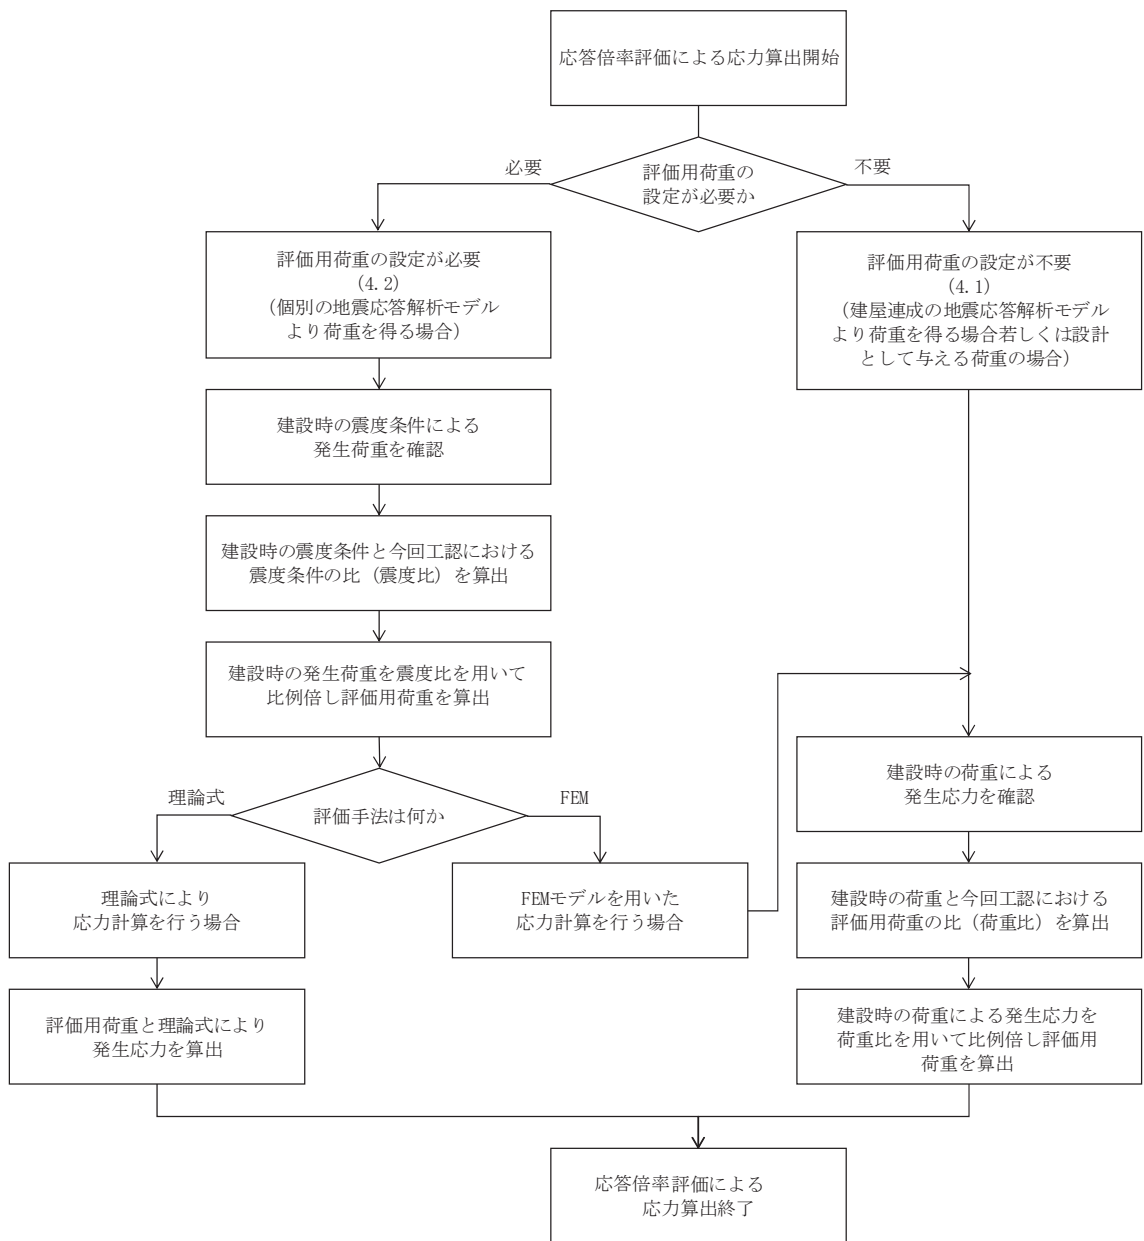 応答倍率評価による応力算出開始
評価用荷重の
設定が必要か
必要
不要
評価用荷重の設定が必要
(4.2)
(個別の地震応答解析モデル
より荷重を得る場合)
評価用荷重の設定が不要
(4.1)
(建屋連成の地震応答解析モデル
より荷重を得る場合若しくは設計
として与える荷重の場合)
建設時の震度条件による
発生荷重を確認
建設時の震度条件と今回工認における
震度条件の比(震度比)を算出
建設時の発生荷重を震度比を用いて
比例倍し評価用荷重を算出
評価手法は何か
理論式
FEM
理論式により
応力計算を行う場合
FEMモデルを用いた
応力計算を行う場合
評価用荷重と理論式により
発生応力を算出
建設時の荷重による
発生応力を確認
建設時の荷重と今回工認における
評価用荷重の比(荷重比)を算出
建設時の荷重による発生応力を
荷重比を用いて比例倍し評価用
荷重を算出
応答倍率評価による
応力算出終了